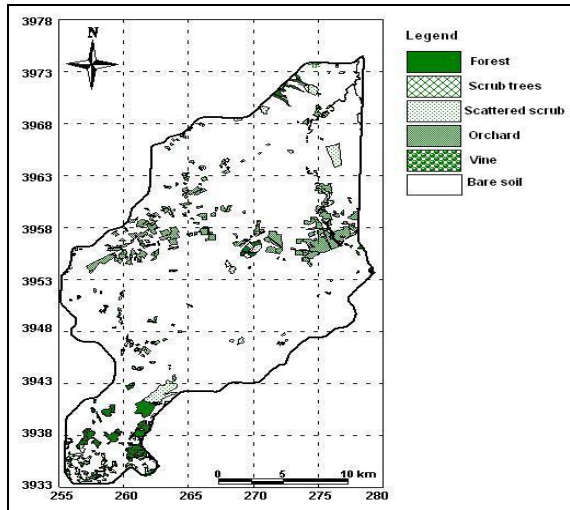 3978
N
3973
3968
3963
3958
3953
3948
3943
3938
3933
255 260 265 270 275 280
0 5 10 km
Legend
Forest
Scrub trees
Scattered scrub
Orchard
Vine
Bare soil